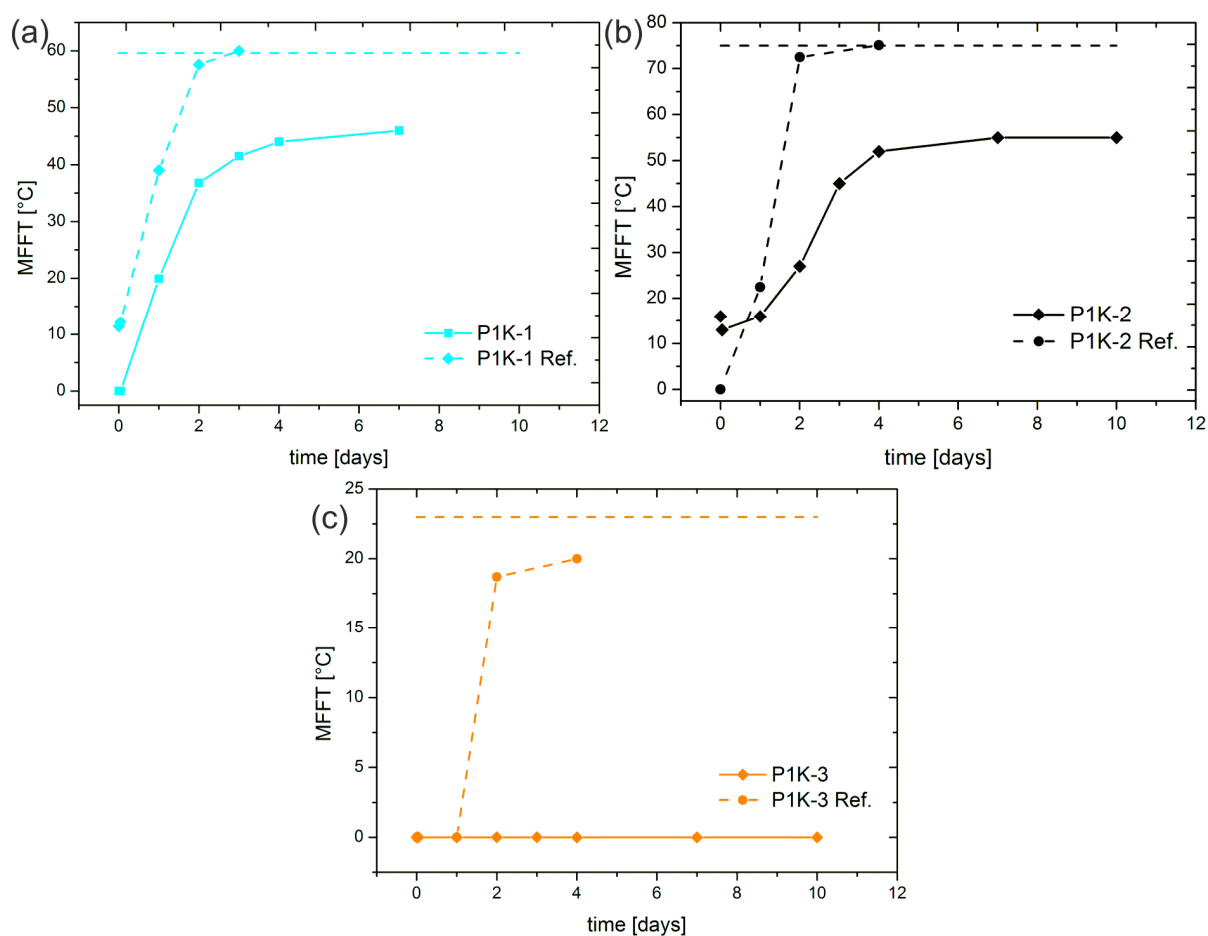 (a)
60
50
40
30
20
10
0
MFFT [°C]
P1K-1
P1K-1 Ref.
0 2 4 6 8 10 12
time [days]
(b)
80
70
60
50
40
30
20
10
0
MFFT [°C]
P1K-2
P1K-2 Ref.
0 2 4 6 8 10 12
time [days]
(c)
25
20
15
10
5
0
MFFT [°C]
P1K-3
P1K-3 Ref.
0 2 4 6 8 10 12
time [days]